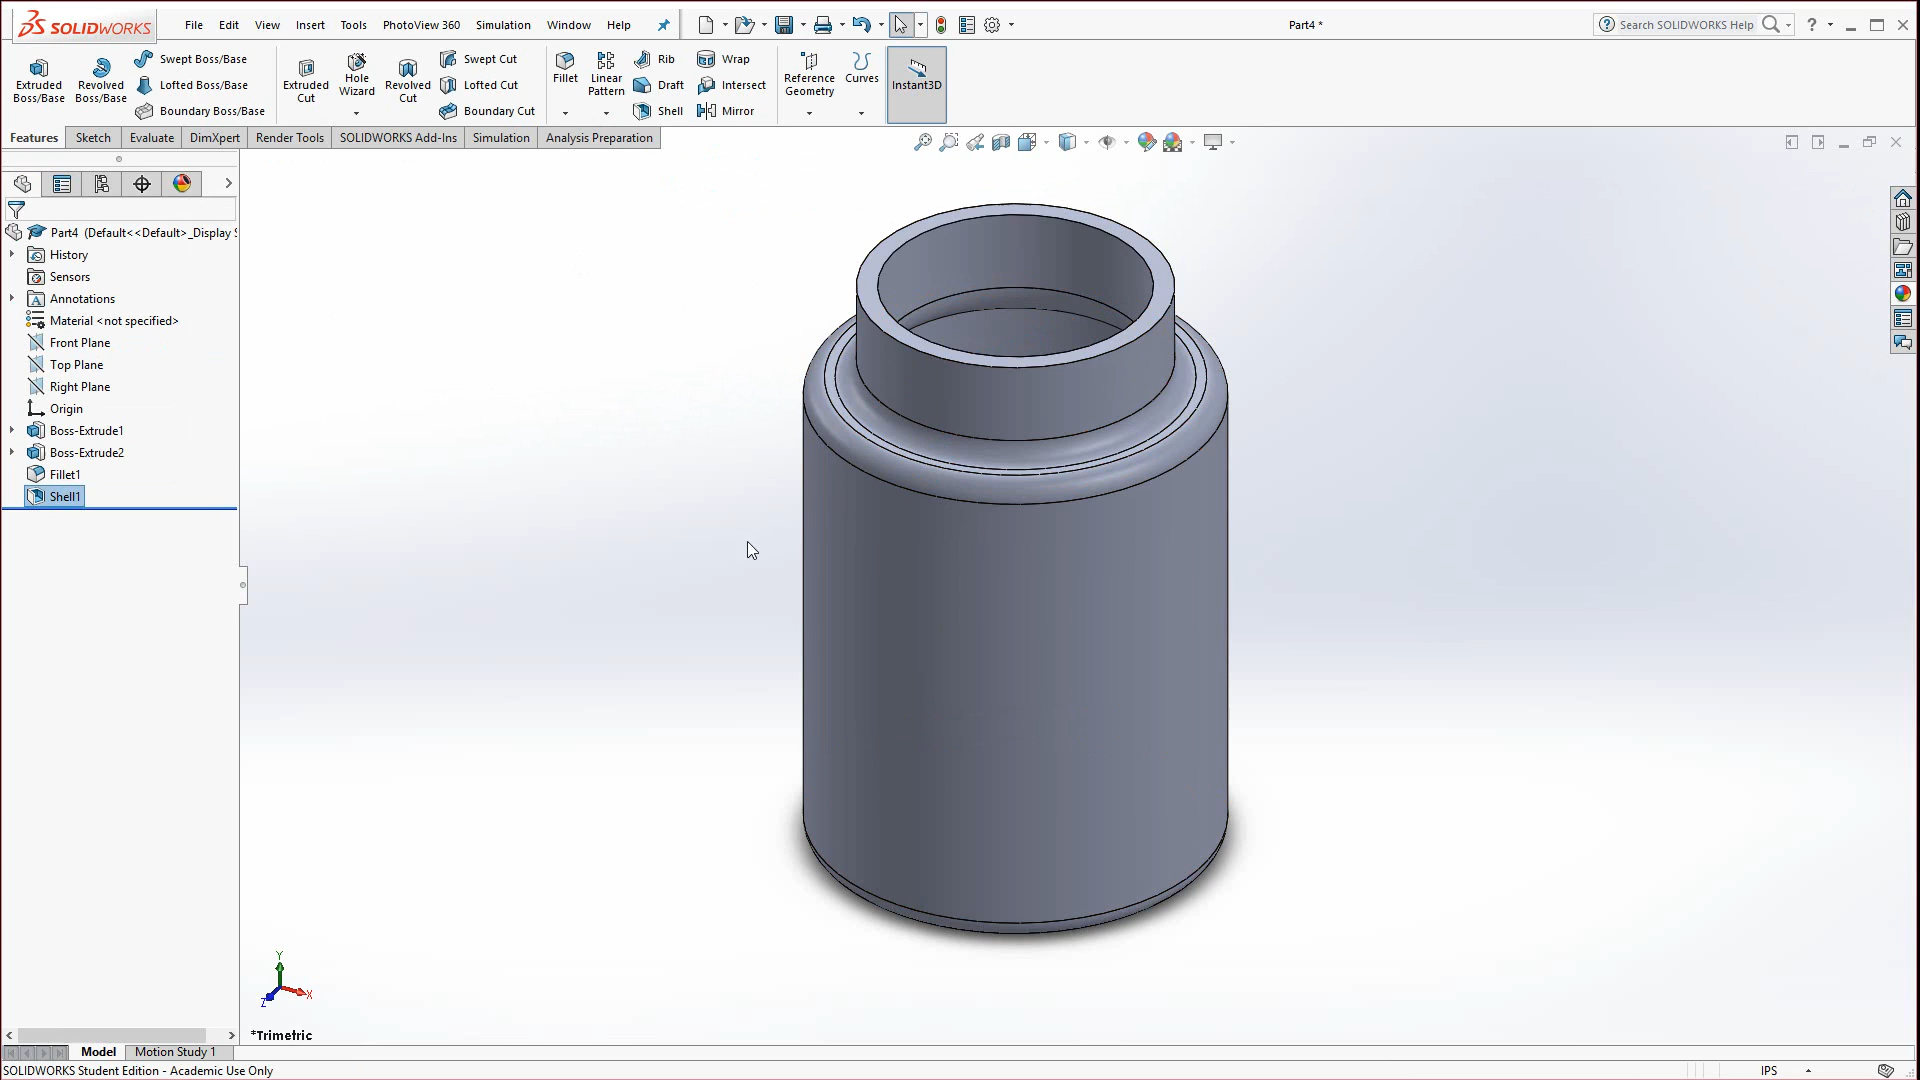 SOLIDWORKS File Edit View Insert Tools PhotoView 360 Simulation Window Help Part4 * Search SOLIDWORKS Help ?
Extruded Boss/Base
Revolved Boss/Base
Swept Boss/Base
Lofted Boss/Base
Boundary Boss/Base
Extruded Cut
Hole Wizard
Revolved Cut
Swept Cut
Lofted Cut
Boundary Cut
Fillet
Linear Pattern
Rib
Draft
Shell
Wrap
Intersect
Mirror
Reference Geometry
Curves
Instant3D
Features Sketch Evaluate DimXpert Render Tools SOLIDWORKS Add-Ins Simulation Analysis Preparation
Part4 (Default<<Default>_Display S
History
Sensors
Annotations
Material <not specified>
Front Plane
Top Plane
Right Plane
Origin
Boss-Extrude1
Boss-Extrude2
Fillet1
Shell1
Y
X
Z
*Trimetric
Model Motion Study 1
SOLIDWORKS Student Edition - Academic Use Only IPS